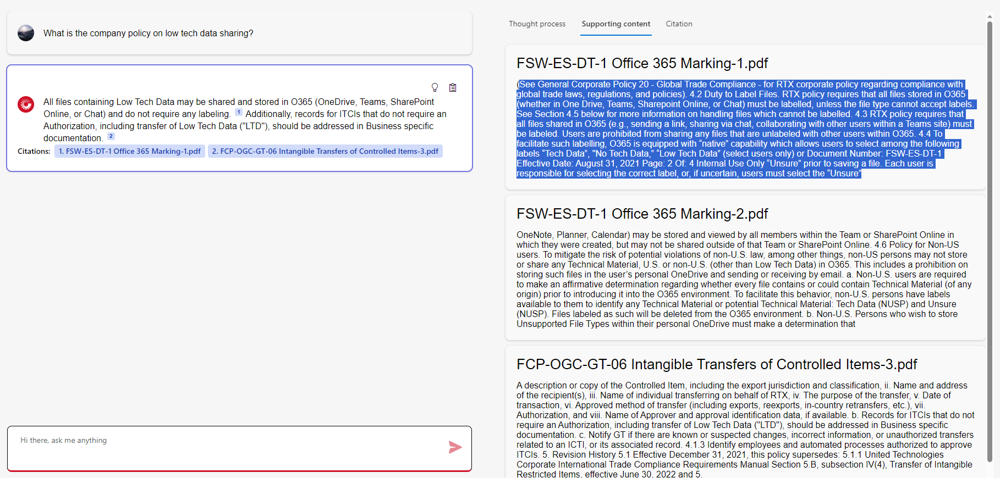 What is the company policy on low tech data sharing?
All files containing Low Tech Data may be shared and stored in O365 (OneDrive, Teams, SharePoint
Online, or Chat) and do not require any labeling. 1 Additionally, records for ITCIs that do not require an
Authorization, including transfer of Low Tech Data ("LTD"), should be addressed in Business specific
documentation. 2
Citations: 1. FSW-ES-DT-1 Office 365 Marking-1.pdf 2. FCP-OGC-GT-06 Intangible Transfers of Controlled Items-3.pdf
Hi there, ask me anything
Thought process Supporting content Citation
FSW-ES-DT-1 Office 365 Marking-1.pdf
(See General Corporate Policy 20 - Global Trade Compliance - for RTX corporate policy regarding compliance with
global trade laws, regulations, and policies). 4.2 Duty to Label Files. RTX policy requires that all files stored in O365
(whether in One Drive, Teams, Sharepoint Online, or Chat) must be labelled, unless the file type cannot accept labels.
See Section 4.5 below for more information on handling files which cannot be labelled. 4.3 RTX policy requires that
all files shared in O365 (e.g., sending a link, sharing via chat, collaborating with other users within a Teams site) must
be labeled. Users are prohibited from sharing any files that are unlabeled with other users within O365. 4.4 To
facilitate such labelling, O365 is equipped with “native” capability which allows users to select among the following
labels “Tech Data”, "No Tech Data,” “Low Tech Data” (select users only) or Document Number: FSW-ES-DT-1
Effective Date: August 31, 2021 Page: 2 Of: 4 Internal Use Only “Unsure” prior to saving a file. Each user is
responsible for selecting the correct label, or, if uncertain, users must select the “Unsure”
FSW-ES-DT-1 Office 365 Marking-2.pdf
OneNote, Planner, Calendar) may be stored and viewed by all members within the Team or SharePoint Online in
which they were created, but may not be shared outside of that Team or SharePoint Online. 4.6 Policy for Non-US
users. To mitigate the risk of potential violations of non-U.S. law, among other things, non-US persons may not store
or share any Technical Material, U.S. or non-U.S. (other than Low Tech Data) in O365. This includes a prohibition on
storing such files in the user’s personal OneDrive and sending or receiving by email. a. Non-U.S. users are required
to make an affirmative determination regarding whether every file contains or could contain Technical Material (of any
origin) prior to introducing it into the O365 environment. To facilitate this behavior, non-U.S. persons have labels
available to them to identify any Technical Material or potential Technical Material: Tech Data (NUSP) and Unsure
(NUSP). Files labeled as such will be deleted from the O365 environment. b. Non-U.S. Persons who wish to store
Unsupported File Types within their personal OneDrive must make a determination that
FCP-OGC-GT-06 Intangible Transfers of Controlled Items-3.pdf
A description or copy of the Controlled Item, including the export jurisdiction and classification, ii. Name and address
of the recipient(s), iii. Name of individual transferring on behalf of RTX, iv. The purpose of the transfer, v. Date of
transaction, vi. Approved method of transfer (including exports, reexports, in-country retransfers, etc.), vii.
Authorization, and viii. Name of Approver and approval identification data, if available. b. Records for ITCIs that do not
require an Authorization, including transfer of Low Tech Data ("LTD"), should be addressed in Business specific
documentation. c. Notify GT if there are known or suspected changes, incorrect information, or unauthorized transfers
related to an ICTI, or its associated record. 4.1.3 Identify employees and automated processes authorized to approve
ITCIs. 5. Revision History 5.1 Effective December 31, 2021, this policy supersedes: 5.1.1 United Technologies
Corporate International Trade Compliance Requirements Manual Section 5.B, subsection IV(4), Transfer of Intangible
Restricted Items, effective June 30, 2022 and 5.